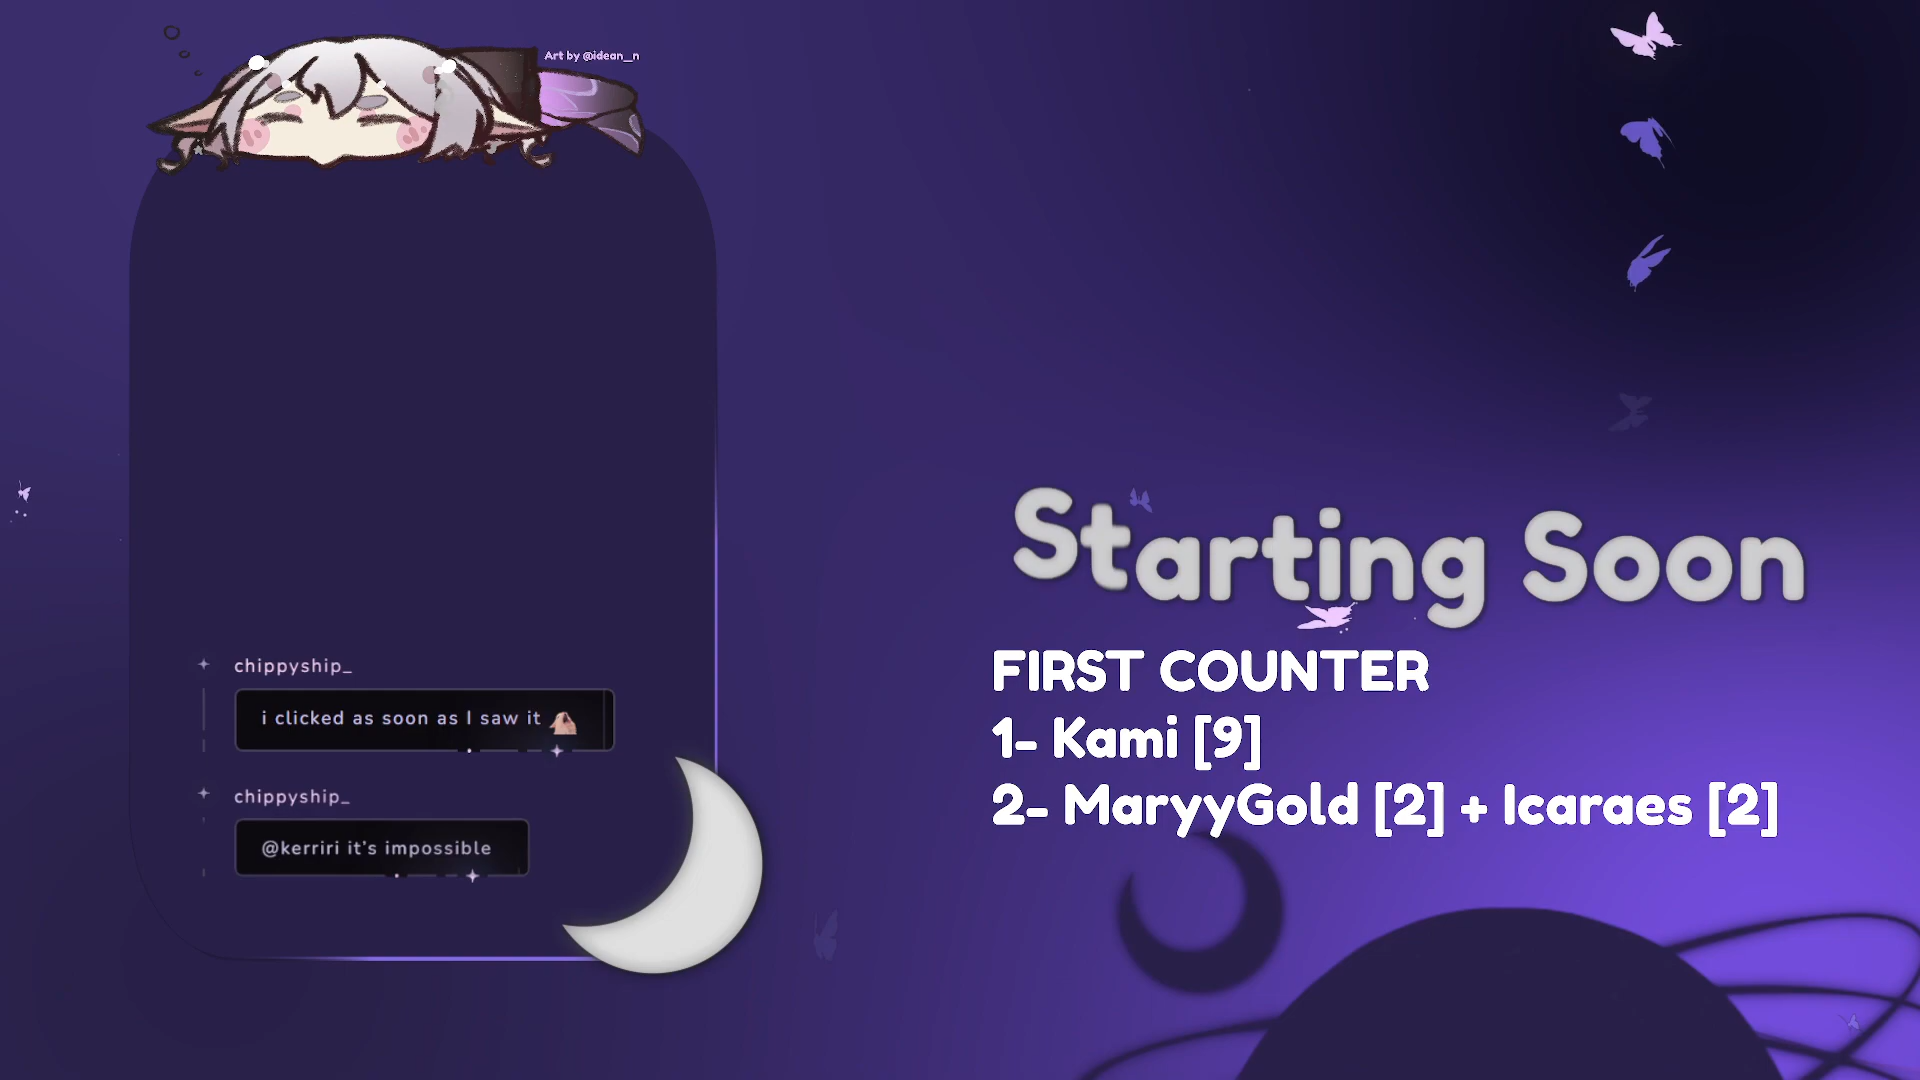 Art by @idean__n
chippyship_
i clicked as soon as I saw it
chippyship_
@kerriri it's impossible
Starting Soon
FIRST COUNTER
1- Kami [9]
2- MaryyGold [2] + Icaraes [2]